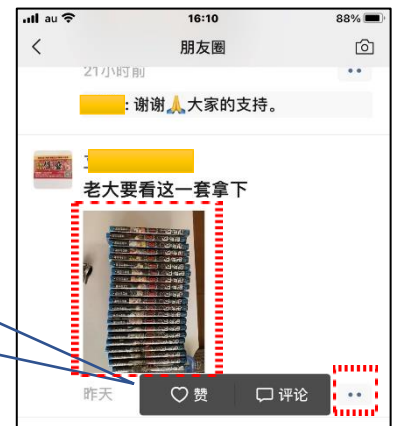 au 16:10 88%
朋友圈
21小时前
: 谢谢🙏大家的支持。
老大要看这一套拿下
昨天
赞 评论